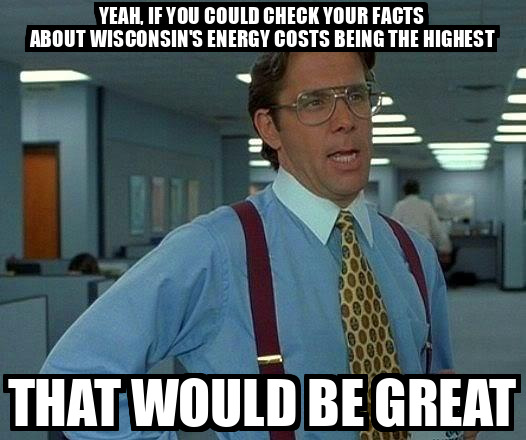 YEAH, IF YOU COULD CHECK YOUR FACTS
ABOUT WISCONSIN'S ENERGY COSTS BEING THE HIGHEST
THAT WOULD BE GREAT